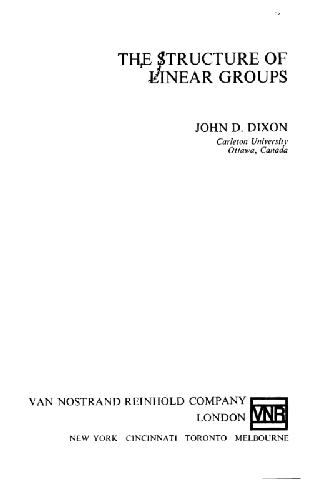 THE STRUCTURE OF
LINEAR GROUPS
JOHN D. DIXON
Carleton University
Ottawa, Canada
VAN NOSTRAND REINHOLD COMPANY
LONDON
VNR
NEW YORK CINCINNATI TORONTO MELBOURNE